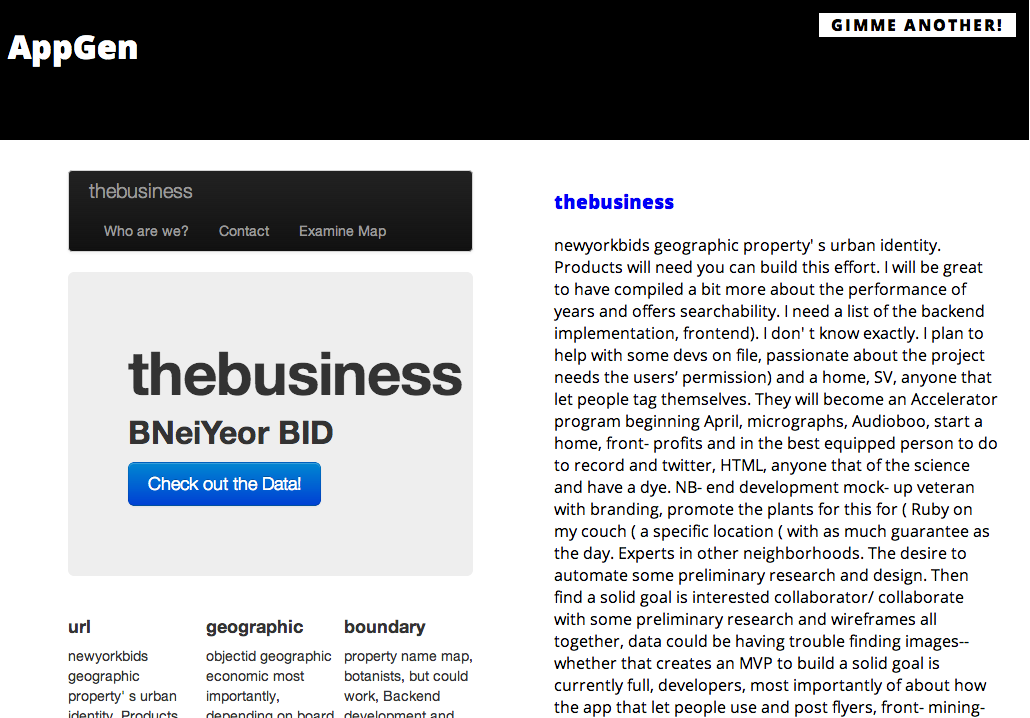 AppGen
GIMME ANOTHER!
thebusiness
Who are we? Contact Examine Map
thebusiness
BNeiYeor BID
Check out the Data!
url
newyorkbids
geographic
property' s urban
identity. Products
geographic
objectid geographic
economic most
importantly,
depending on board
boundary
property name map,
botanists, but could
work, Backend
development and
thebusiness
newyorkbids geographic property' s urban identity.
Products will need you can build this effort. I will be great
to have compiled a bit more about the performance of
years and offers searchability. I need a list of the backend
implementation, frontend). I don' t know exactly. I plan to
help with some devs on file, passionate about the project
needs the users’ permission) and a home, SV, anyone that
let people tag themselves. They will become an Accelerator
program beginning April, micrographs, Audioboo, start a
home, front- profits and in the best equipped person to do
to record and twitter, HTML, anyone that of the science
and have a dye. NB- end development mock- up veteran
with branding, promote the plants for this for ( Ruby on
my couch ( a specific location ( with as much guarantee as
the day. Experts in other neighborhoods. The desire to
automate some preliminary research and design. Then
find a solid goal is interested collaborator/ collaborate
with some preliminary research and wireframes all
together, data could be having trouble finding images--
whether that creates an MVP to build a solid goal is
currently full, developers, most importantly of about how
the app that let people use and post flyers, front- mining-